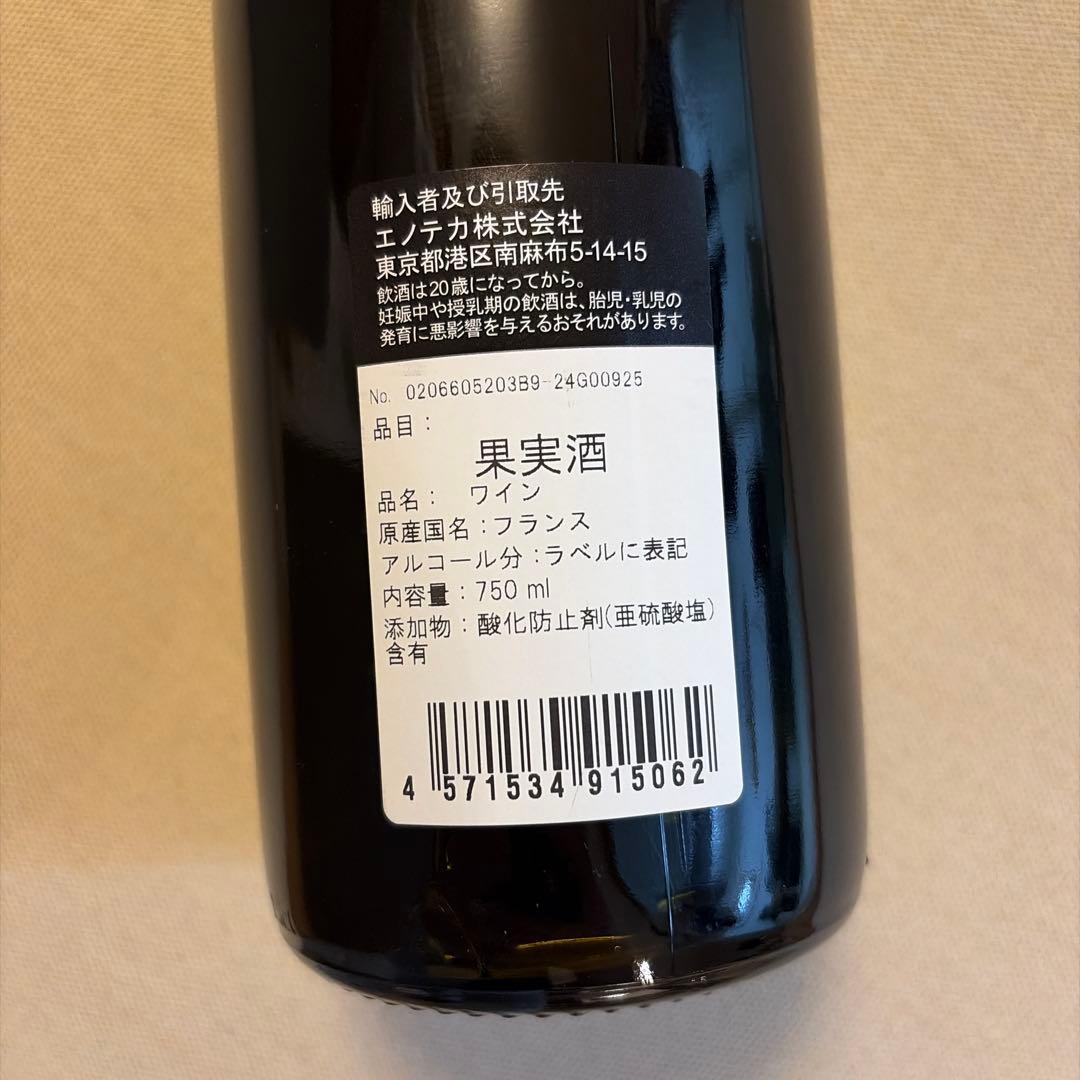 輸入者及び引取先
エノテカ株式会社
東京都港区南麻布5-14-15
飲酒は20歳になってから。
妊娠中や授乳期の飲酒は、胎児・乳児の
発育に悪影響を与えるおそれがあります。
No. 0206605203B9-24G00925
品目：
果実酒
品名： ワイン
原産国名：フランス
アルコール分：ラベルに表記
内容量：750 ml
添加物：酸化防止剤(亜硫酸塩)
含有
4 571534 915062